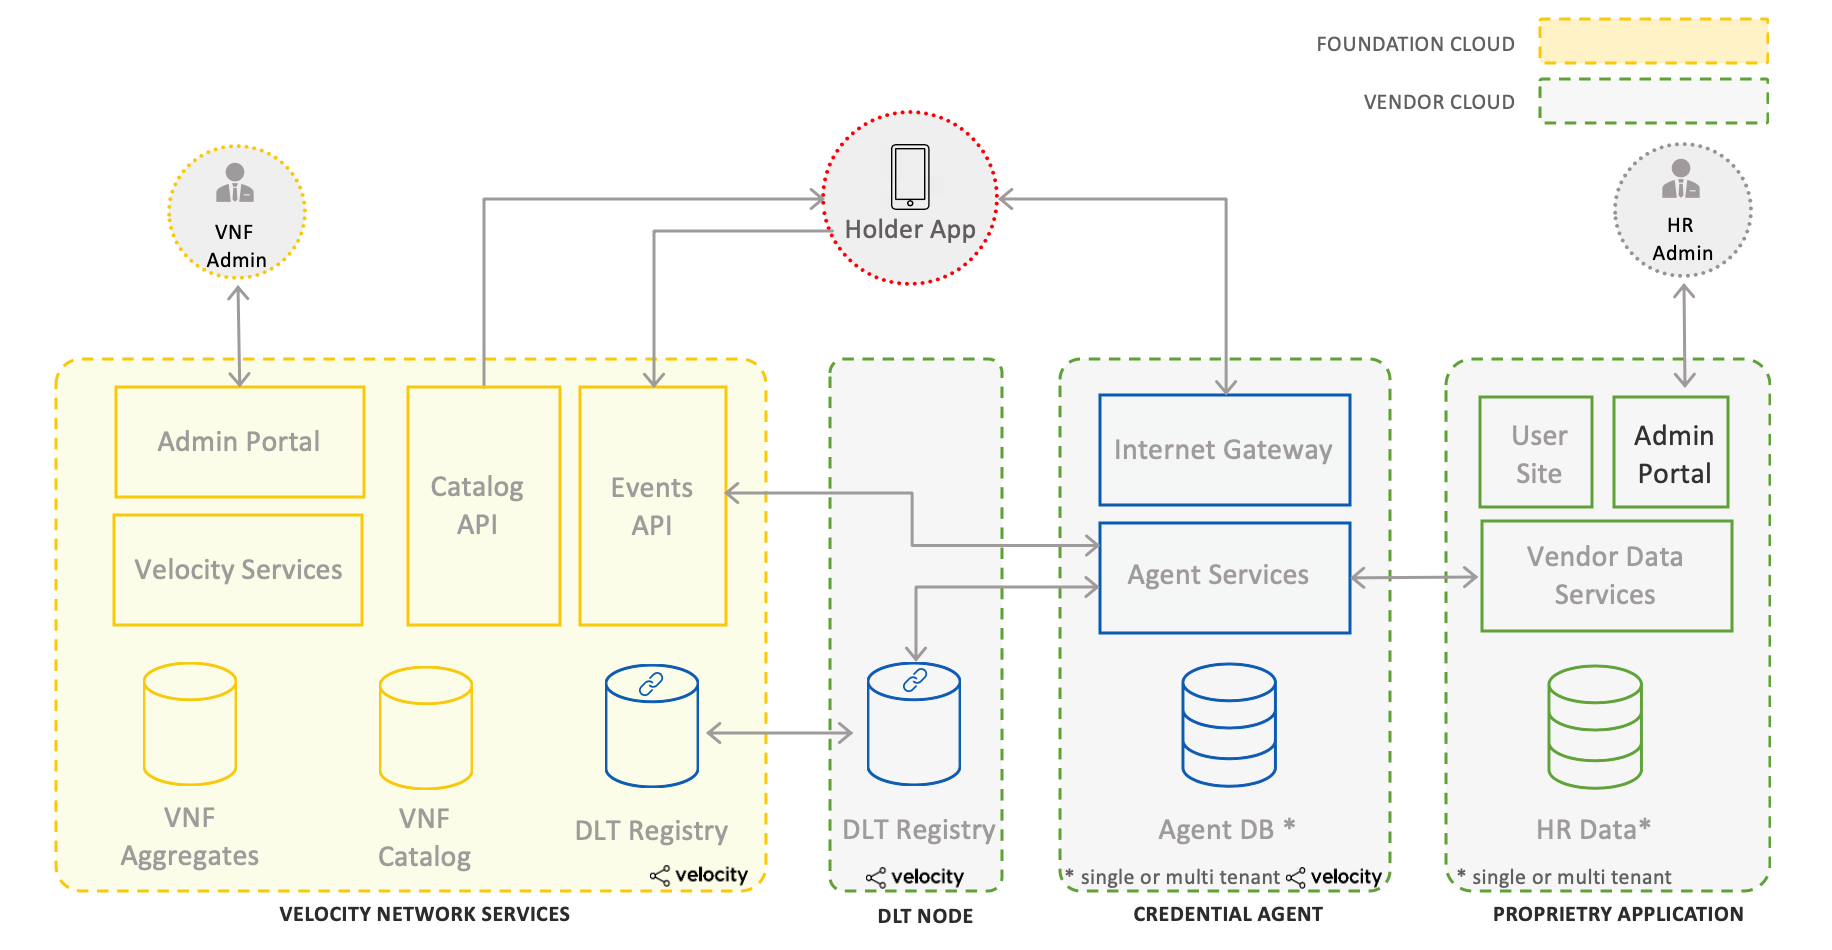 FOUNDATION CLOUD
VENDOR CLOUD
VNF
Admin
Holder App
HR
Admin
Admin Portal
Velocity Services
Catalog
API
Events
API
VNF
Aggregates
VNF
Catalog
DLT Registry
velocity
VELOCITY NETWORK SERVICES
DLT Registry
velocity
DLT NODE
Internet Gateway
Agent Services
Agent DB *
* single or multi tenant
velocity
CREDENTIAL AGENT
User
Site
Admin
Portal
Vendor Data
Services
HR Data*
* single or multi tenant
PROPRIETRY APPLICATION